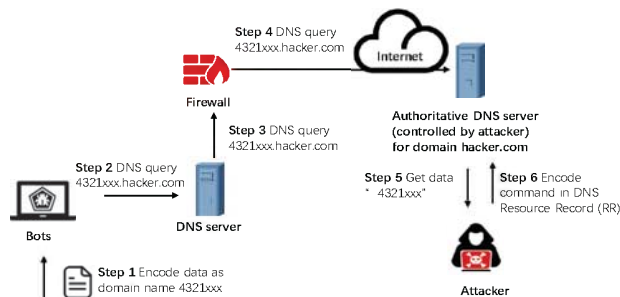 Step 4 DNS query
4321xxx.hacker.com
Internet
Firewall
Authoritative DNS server
(controlled by attacker)
for domain hacker.com
Step 3 DNS query
4321xxx.hacker.com
Step 2 DNS query
4321xxx.hacker.com
Step 5 Get data
“ 4321xxx”
Step 6 Encode
command in DNS
Resource Record (RR)
DNS server
Bots
Step 1 Encode data as
domain name 4321xxx
Attacker